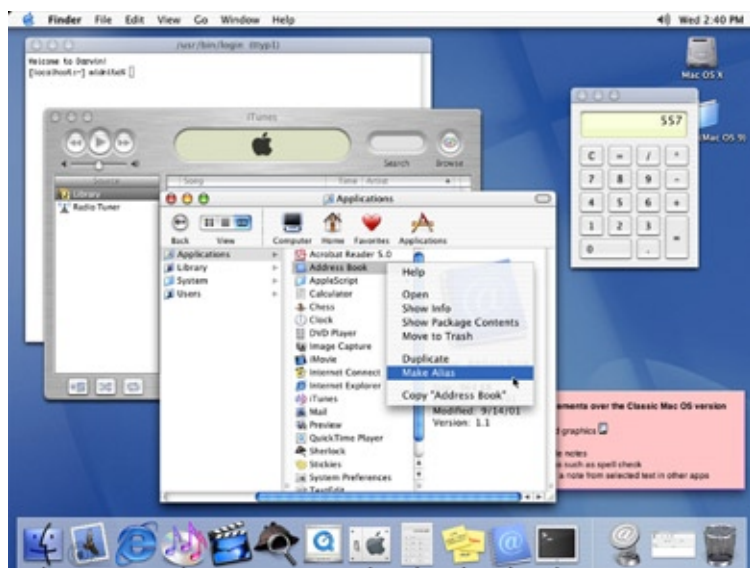 Finder File Edit View Go Window Help
Wed 2:40 PM
/usr/bin/login (ttyp1)
Welcome to Darwin!
Mac OS X
(Mac OS 9)
iTunes
Search
Browse
Source
Song
Time
Artist
Library
Radio Tuner
557
C = / *
7 8 9 -
4 5 6 +
1 2 3
0 . =
Applications
Back
View
Computer
Home
Favorites
Applications
Applications
Library
System
Users
Acrobat Reader 5.0
Address Book
AppleScript
Calculator
Chess
Clock
DVD Player
Image Capture
iMovie
Internet Connect
Internet Explorer
iTunes
Mail
Preview
QuickTime Player
Sherlock
Stickies
System Preferences
TextEdit
Help
Open
Show Info
Show Package Contents
Move to Trash
Duplicate
Make Alias
Copy "Address Book"
Modified: 9/14/01
Version: 1.1
ements over the Classic Mac OS version
graphics
notes
such as spell check
a note from selected text in other apps